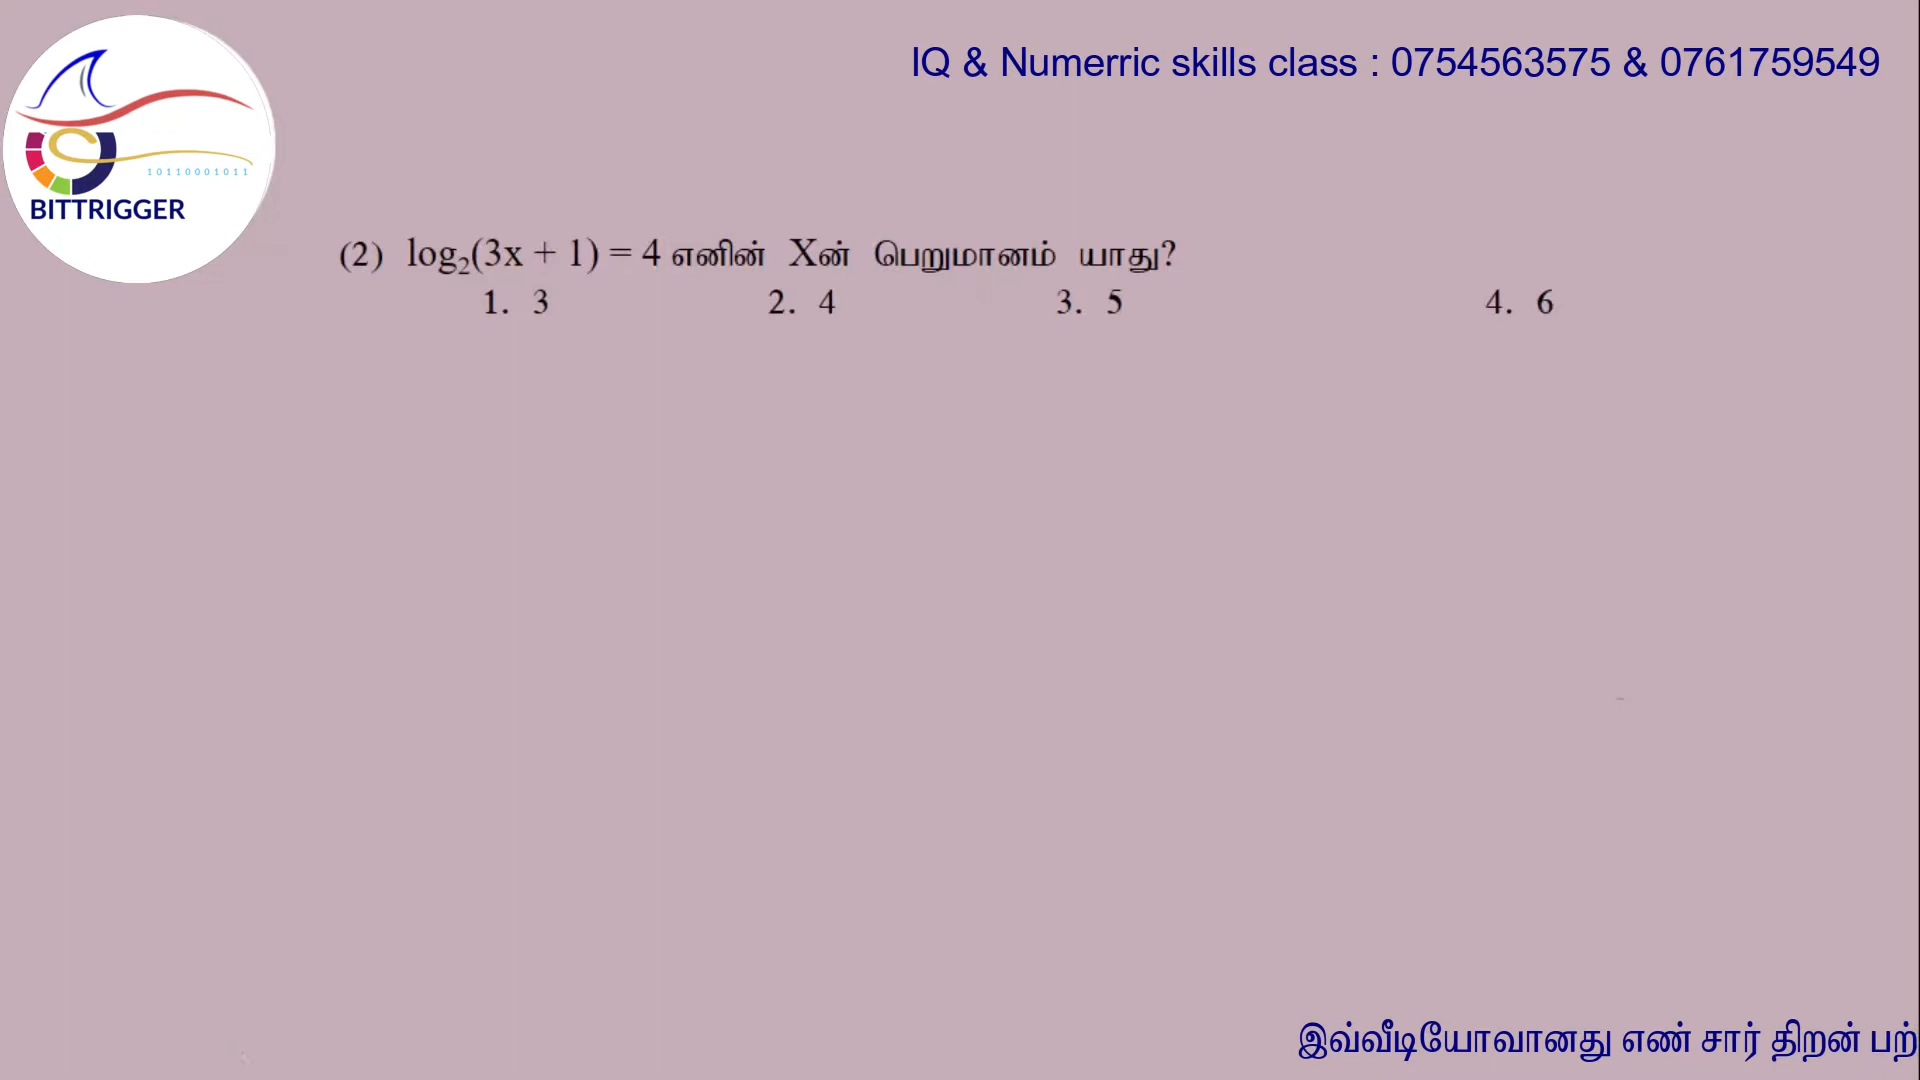 IQ & Numerric skills class : 0754563575 & 0761759549
10110001011
BITTRIGGER
(2) log₂(3x + 1) = 4 எனின் Xன் பெறுமானம் யாது?
1. 3 2. 4 3. 5 4. 6
இவ்வீடியோவானது எண் சார் திறன் பற்